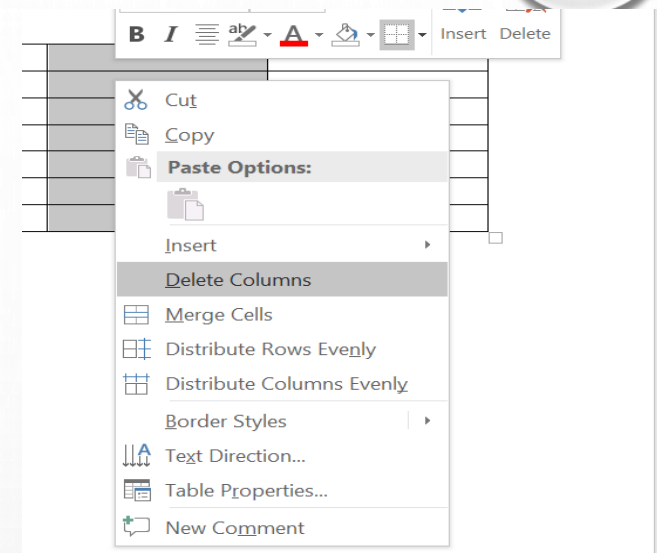 B I aby A Insert Delete
Cut
Copy
Paste Options:
Insert
Delete Columns
Merge Cells
Distribute Rows Evenly
Distribute Columns Evenly
Border Styles
Text Direction...
Table Properties...
New Comment